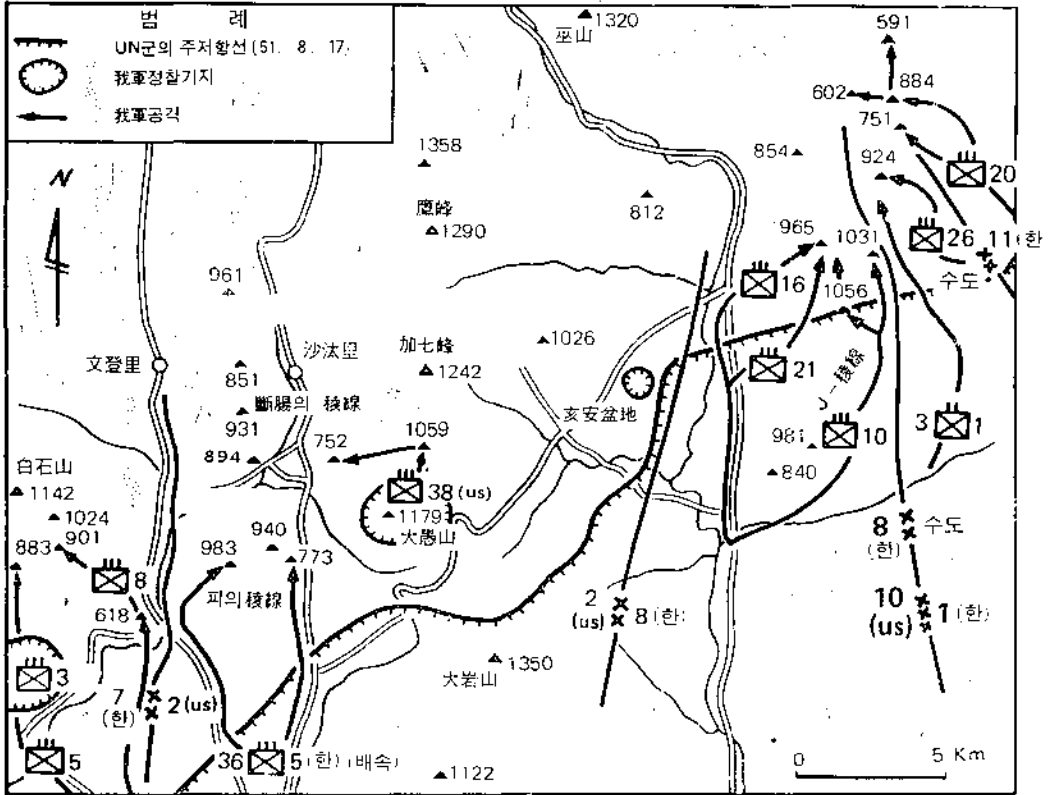 범 례
UN군의 주저항선(51. 8. 17)
我軍정찰기지
我軍공격
N
1320
巫山
591
602
884
751
854
924
20
1358
812
鷹峰
1290
965
1031
26
11(한
수도
16
1056
961
文登里
沙汰里
加七峰
1242
1026
21
J-稜線
851
斷腸의 稜線
亥安盆地
931
752
1059
894
981
10
3
1
840
白石山
1142
38(us)
1024
1179
大愚山
901
883
940
983
773
8
(한)
수도
8
618
피의稜線
2
(us)
8(한)
10
(us)
1(한)
3
大岩山
1350
7
(한)
2(us)
5
36
5(한)(배속)
1122
0
5 Km